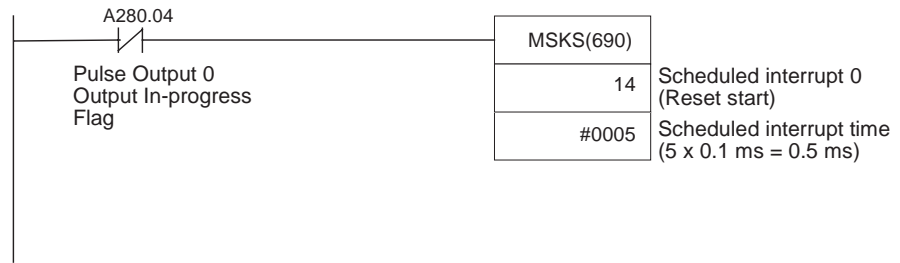 A280.04
Pulse Output 0
Output In-progress
Flag
MSKS(690)
14
Scheduled interrupt 0
(Reset start)
#0005
Scheduled interrupt time
(5 x 0.1 ms = 0.5 ms)